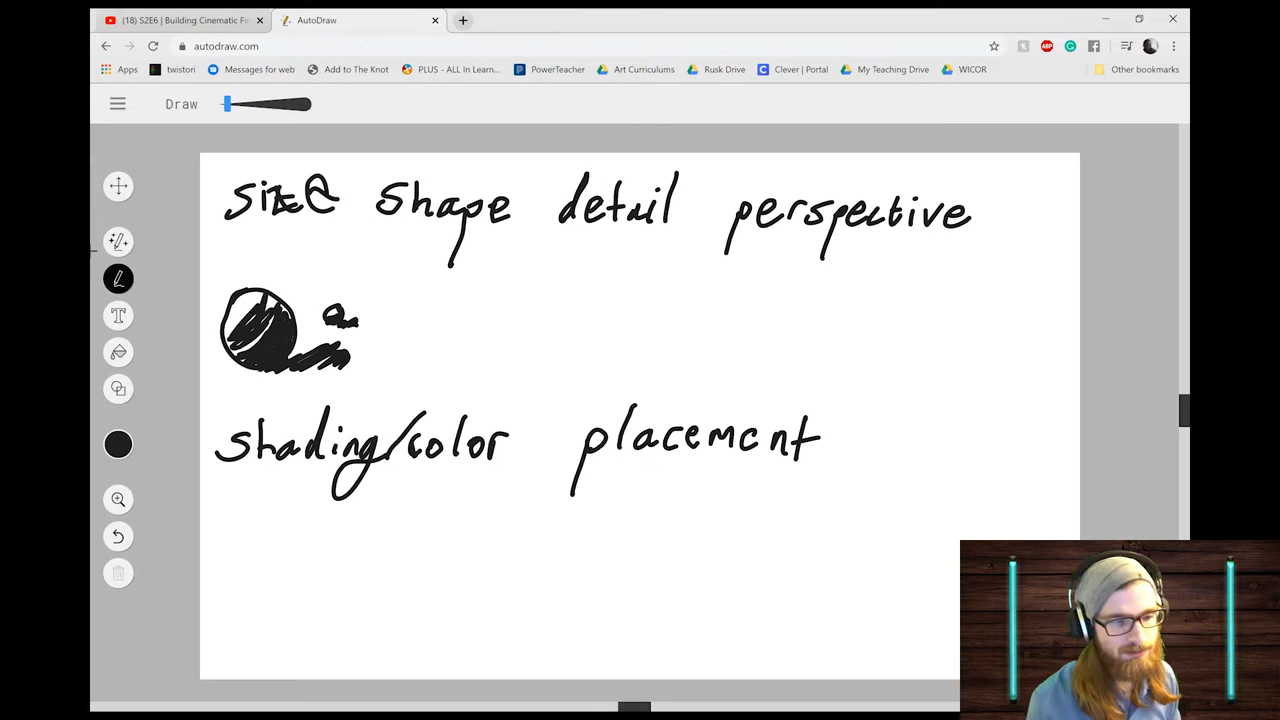 (18) S2E6 | Building Cinematic Fi
AutoDraw
autodraw.com
Apps twistori Messages for web Add to The Knot PLUS - ALL In Learn... PowerTeacher Art Curriculums Rusk Drive Clever | Portal My Teaching Drive WICOR Other bookmarks
Draw
size shape detail perspective
shading/color placement